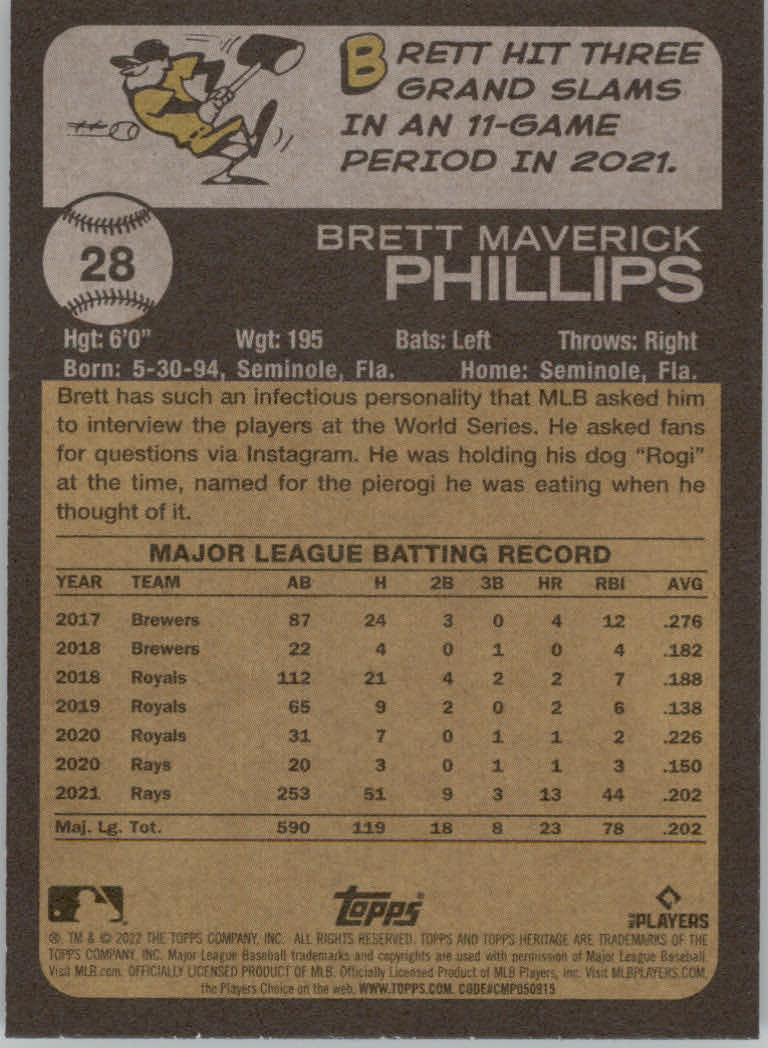 BRETT HIT THREE
GRAND SLAMS
IN AN 11-GAME
PERIOD IN 2021.
28
BRETT MAVERICK
PHILLIPS
Hgt: 6'0" Wgt: 195 Bats: Left Throws: Right
Born: 5-30-94, Seminole, Fla. Home: Seminole, Fla.
Brett has such an infectious personality that MLB asked him
to interview the players at the World Series. He asked fans
for questions via Instagram. He was holding his dog “Rogi”
at the time, named for the pierogi he was eating when he
thought of it.
MAJOR LEAGUE BATTING RECORD
YEAR TEAM AB H 2B 3B HR RBI AVG
2017 Brewers 87 24 3 0 4 12 .276
2018 Brewers 22 4 0 1 0 4 .182
2018 Royals 112 21 4 2 2 7 .188
2019 Royals 65 9 2 0 2 6 .138
2020 Royals 31 7 0 1 1 2 .226
2020 Rays 20 3 0 1 1 3 .150
2021 Rays 253 51 9 3 13 44 .202
Maj. Lg. Tot. 590 119 18 8 23 78 .202
Topps®
MLB PLAYERS
®, TM & © 2022 THE TOPPS COMPANY, INC. ALL RIGHTS RESERVED. TOPPS AND TOPPS HERITAGE ARE TRADEMARKS OF THE
TOPPS COMPANY, INC. Major League Baseball trademarks and copyrights are used with permission of Major League Baseball.
Visit MLB.com. OFFICIALLY LICENSED PRODUCT OF MLB. Officially Licensed Product of MLB Players, Inc. Visit MLBPLAYERS.COM,
the Players Choice on the web. WWW.TOPPS.COM. CODE#CMP050915